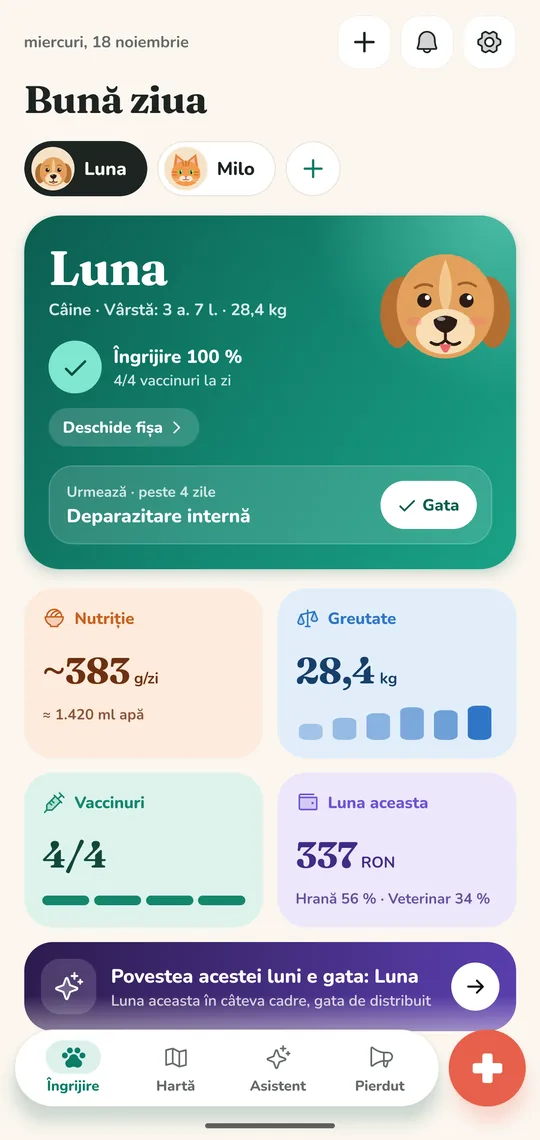 miercuri, 18 noiembrie
Bună ziua
Luna
Milo
Luna
Câine · Vârstă: 3 a. 7 l. · 28,4 kg
Îngrijire 100 %
4/4 vaccinuri la zi
Deschide fișa
Urmează · peste 4 zile
Deparazitare internă
Gata
Nutriție
~383 g/zi
≈ 1.420 ml apă
Greutate
28,4 kg
Vaccinuri
4/4
Luna aceasta
337 RON
Hrană 56 % · Veterinar 34 %
Povestea acestei luni e gata: Luna
Luna aceasta în câteva cadre, gata de distribuit
Îngrijire
Hartă
Asistent
Pierdut